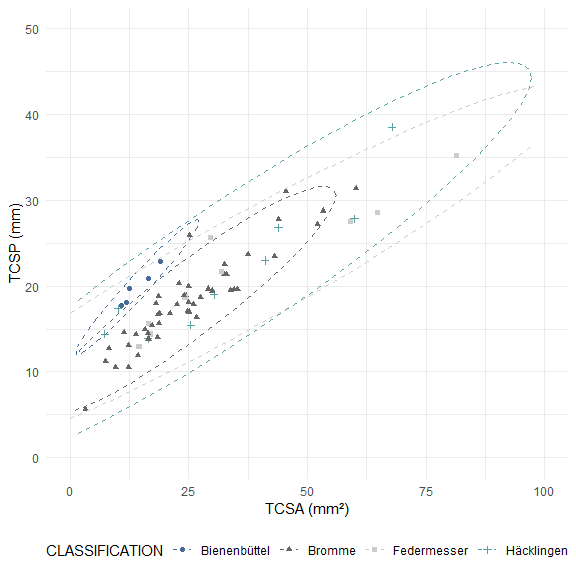 50
40
30
20
10
0
TCSP (mm)
0 25 50 75 100
TCSA (mm²)
CLASSIFICATION Bienenbüttel Bromme Federmesser Häcklingen